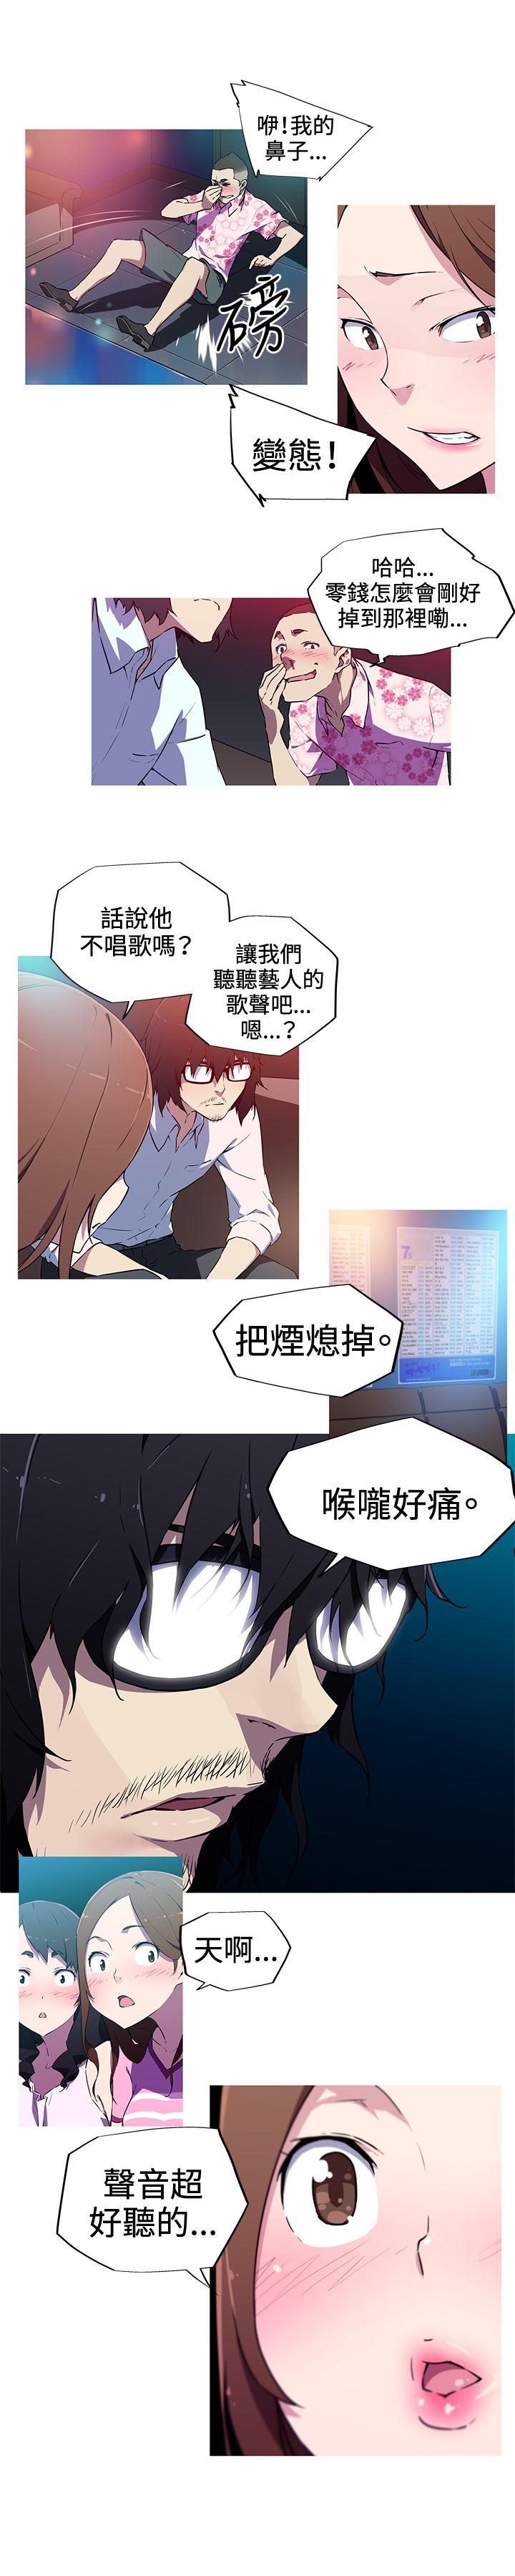 咿!我的
鼻子...
磅
變態!
哈哈...
零錢怎麼會剛好
掉到那裡嘞...
話說他
不唱歌嗎?
讓我們
聽聽藝人的
歌聲吧...
嗯...?
7
把煙熄掉。
喉嚨好痛。
天啊...
聲音超
好聽的...